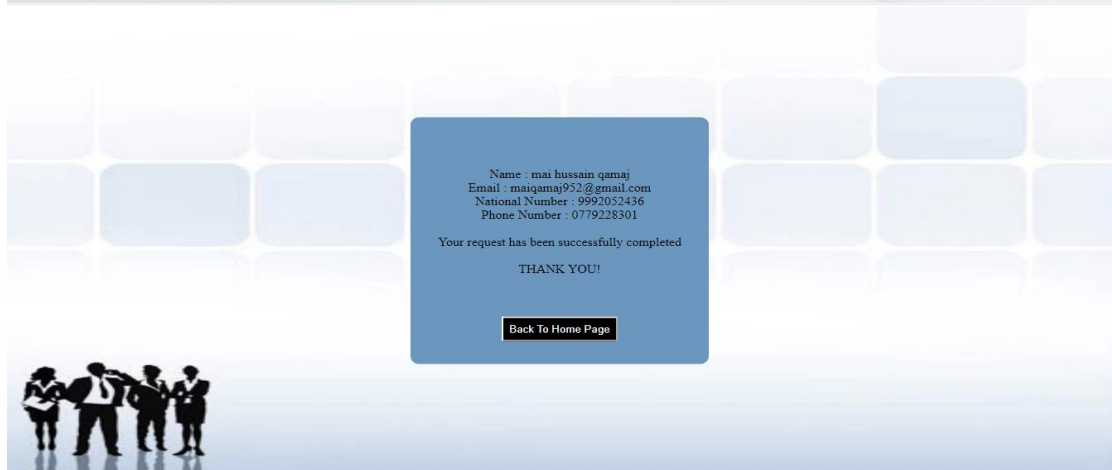 Name : mai hussain qamaj
Email : maiqamaj952@gmail.com
National Number : 9992052436
Phone Number : 0779228301
Your request has been successfully completed
THANK YOU!
Back To Home Page